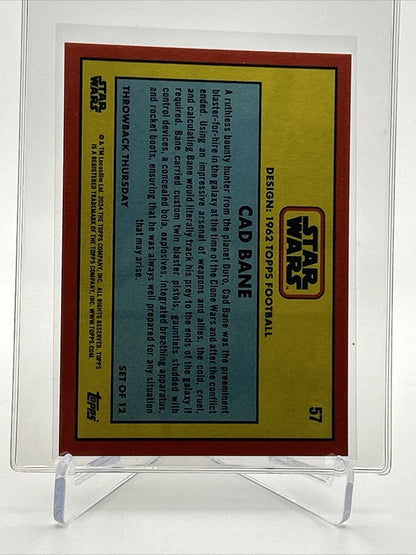 57
STAR
WARS
DESIGN: 1962 TOPPS FOOTBALL
CAD BANE
A ruthless bounty hunter from the planet Duro, Cad Bane was the preeminent
blaster-for-hire in the galaxy at the time of the Clone Wars and after the conflict
ended. Using an impressive arsenal of weapons and allies, the cold, cruel,
and calculating Bane would literally track his prey to the ends of the galaxy if
required. Bane carried custom twin blaster pistols, gauntlets studded with
control devices, a concealed bola, explosives, integrated breathing apparatus,
and rocket boots, ensuring that he was always well prepared for any situation
that may arise.
THROWBACK THURSDAY
SET OF 12
STAR
WARS
© & TM Lucasfilm Ltd. 2024 THE TOPPS COMPANY, INC. ALL RIGHTS RESERVED. TOPPS
IS A REGISTERED TRADEMARK OF THE TOPPS COMPANY, INC. WWW.TOPPS.COM.
topps